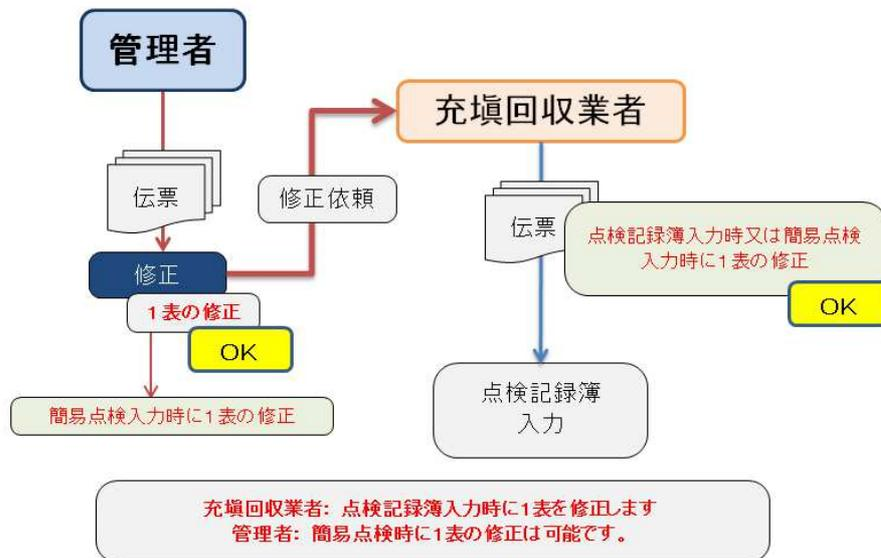 管理者
充塡回収業者
伝票
修正依頼
伝票
点検記録簿入力時又は簡易点検
入力時に1表の修正
修正
1表の修正
OK
OK
点検記録簿
入力
簡易点検入力時に1表の修正
充塡回収業者: 点検記録簿入力時に1表を修正します
管理者: 簡易点検時に1表の修正は可能です。